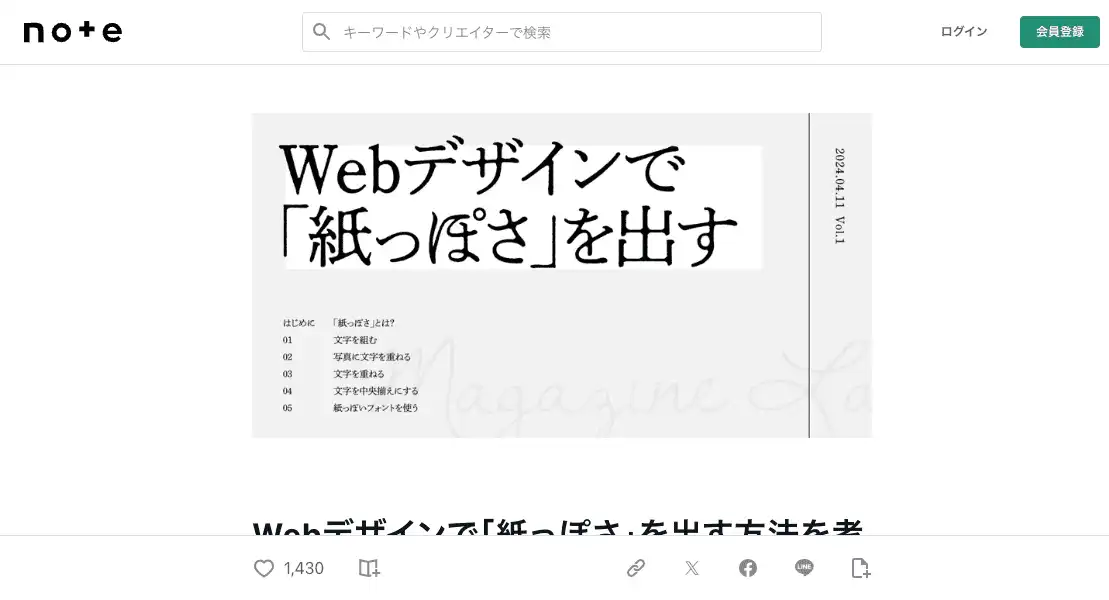 note
キーワードやクリエイターで検索
ログイン
会員登録
Webデザインで
「紙っぽさ」を出す
2024.04.11 Vol.1
はじめに 「紙っぽさ」とは?
01 文字を組む
02 写真に文字を重ねる
03 文字を重ねる
04 文字を中央揃えにする
05 紙っぽいフォントを使う
Magazine La
Webデザインで「紙っぽさ」を出す方法を考
1,430
LINE